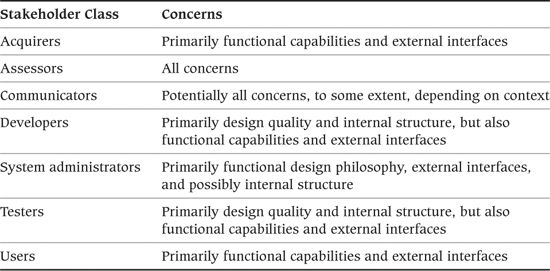 Stakeholder Class Concerns
Acquirers Primarily functional capabilities and external interfaces
Assessors All concerns
Communicators Potentially all concerns, to some extent, depending on context
Developers Primarily design quality and internal structure, but also
functional capabilities and external interfaces
System administrators Primarily functional design philosophy, external interfaces,
and possibly internal structure
Testers Primarily design quality and internal structure, but also
functional capabilities and external interfaces
Users Primarily functional capabilities and external interfaces